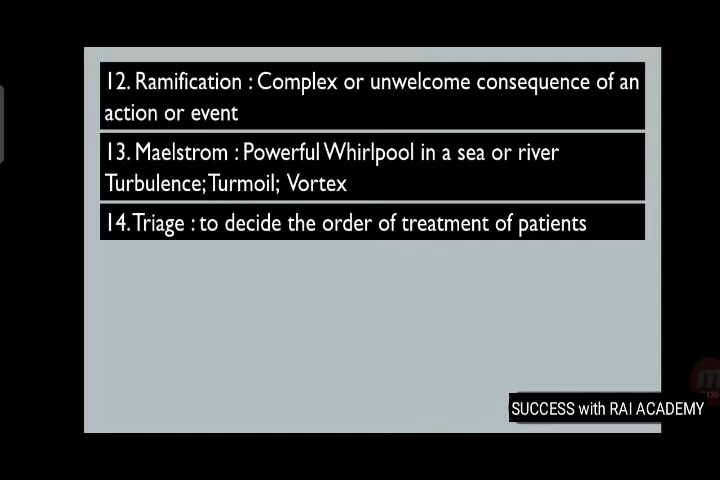 12. Ramification : Complex or unwelcome consequence of an
action or event
13. Maelstrom : Powerful Whirlpool in a sea or river
Turbulence; Turmoil; Vortex
14. Triage : to decide the order of treatment of patients
SUCCESS with RAI ACADEMY